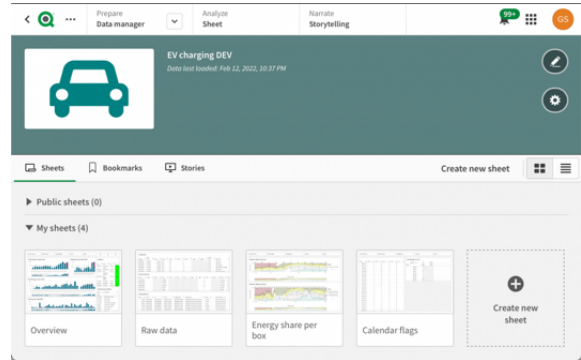 Prepare
Data manager
Analyze
Sheet
Narrate
Storytelling
99+
GS
EV charging DEV
Data last loaded: Feb 12, 2022, 10:37 PM
Sheets
Bookmarks
Stories
Create new sheet
Public sheets (0)
My sheets (4)
Overview
Raw data
Energy share per
box
Calendar flags
Create new
sheet